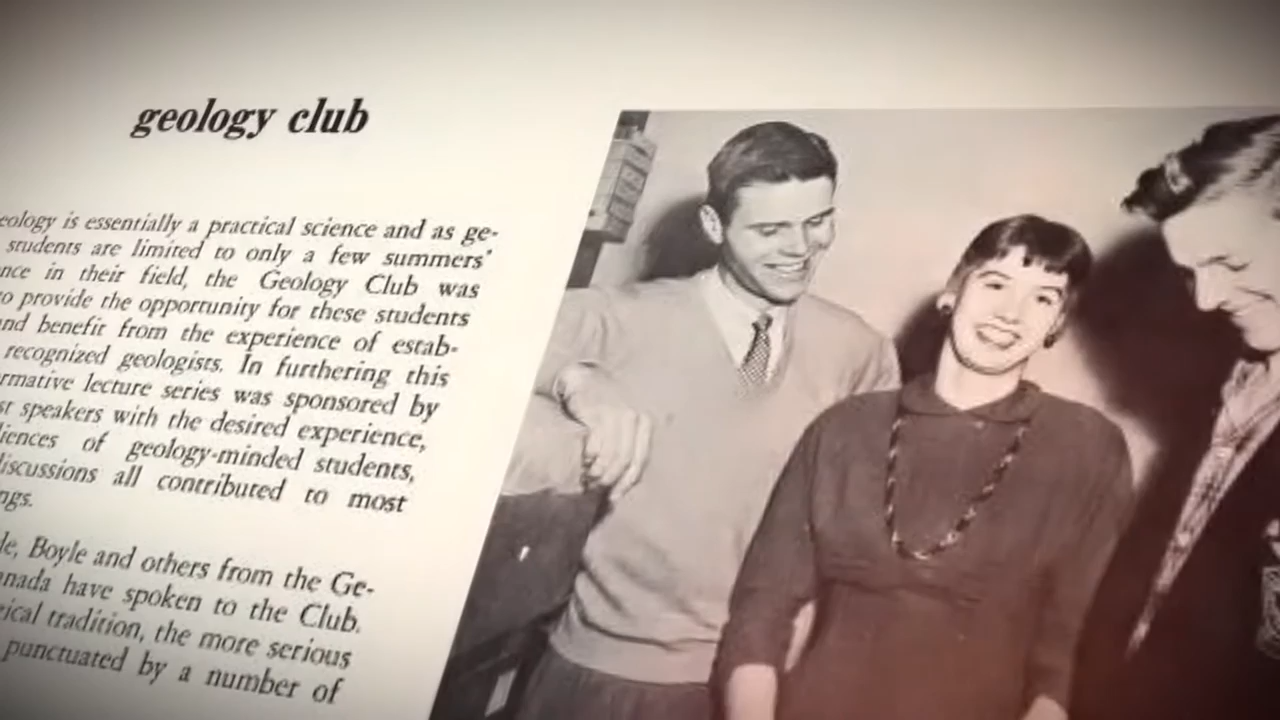 geology club
eology is essentially a practical science and as ge-
students are limited to only a few summers'
nce in their field, the Geology Club was
to provide the opportunity for these students
nd benefit from the experience of estab-
recognized geologists. In furthering this
rmative lecture series was sponsored by
st speakers with the desired experience,
iences of geology-minded students,
discussions all contributed to most
ngs.
le, Boyle and others from the Ge-
anada have spoken to the Club.
ical tradition, the more serious
punctuated by a number of